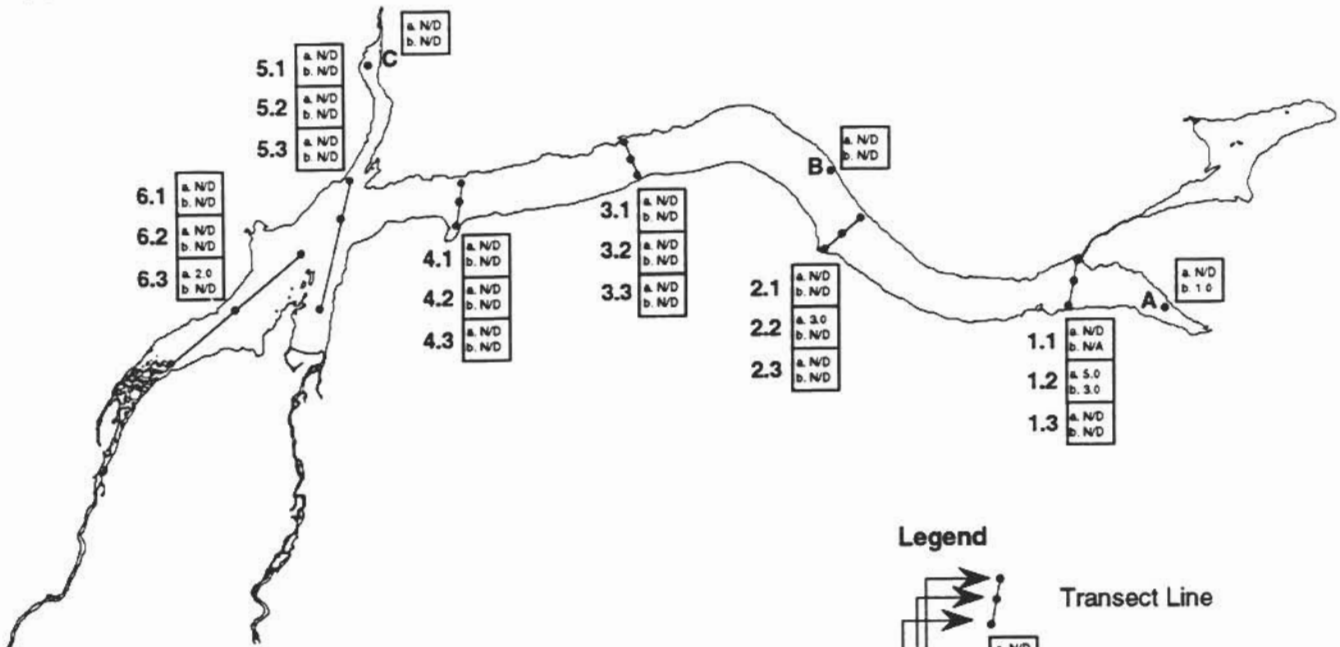 a. N/D
b. N/D
C
5.1
a. N/D
b. N/D
5.2
a. N/D
b. N/D
5.3
a. N/D
b. N/D
B
a. N/D
b. N/D
6.1
a. N/D
b. N/D
6.2
a. N/D
b. N/D
6.3
a. 2.0
b. N/D
4.1
a. N/D
b. N/D
4.2
a. N/D
b. N/D
4.3
a. N/D
b. N/D
3.1
a. N/D
b. N/D
3.2
a. N/D
b. N/D
3.3
a. N/D
b. N/D
2.1
a. N/D
b. N/D
2.2
a. 3.0
b. N/D
2.3
a. N/D
b. N/D
A
a. N/D
b. 1.0
1.1
a. N/D
b. N/A
1.2
a. 5.0
b. 3.0
1.3
a. N/D
b. N/D
Legend
Transect Line
a. N/D